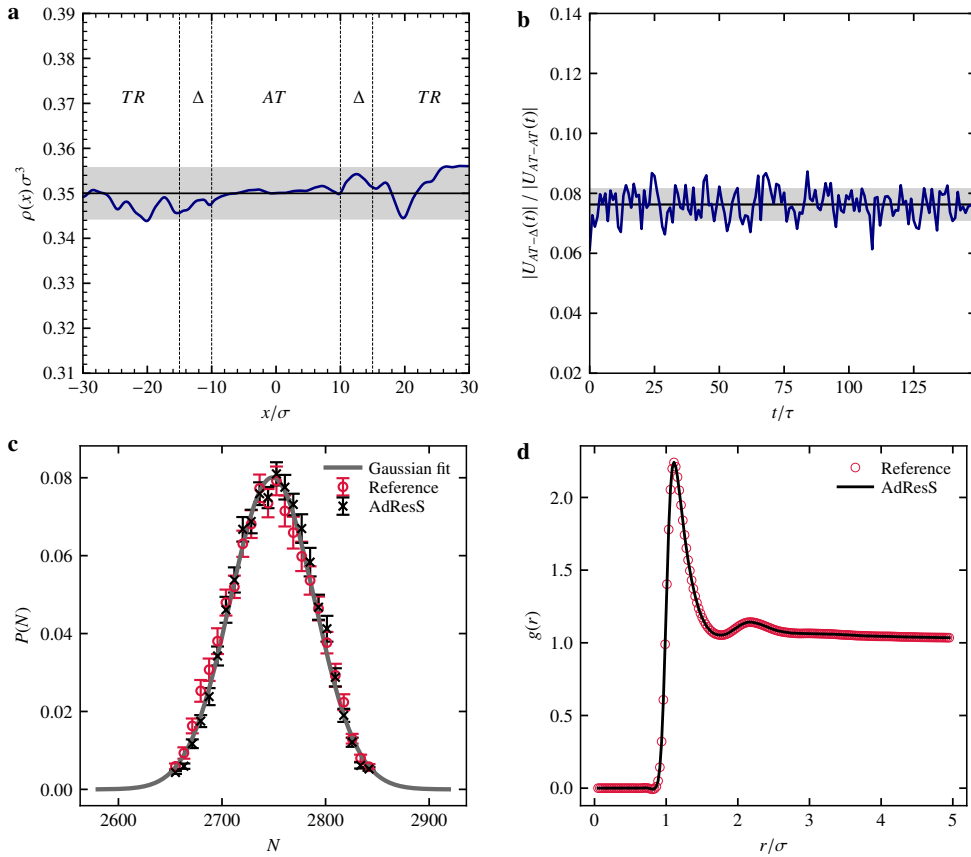 a
0.39
0.38
0.37
0.36
0.35
0.34
0.33
0.32
0.31
ρ(x) σ³
TR
Δ
AT
Δ
TR
−30 −20 −10 0 10 20 30
x/σ
b
0.14
0.12
0.10
0.08
0.06
0.04
0.02
|U_{AT−Δ}(t)| / |U_{AT−AT}(t)|
0 25 50 75 100 125
t/τ
c
0.08
0.06
0.04
0.02
0.00
P(N)
Gaussian fit
Reference
AdResS
2600 2700 2800 2900
N
d
2.0
1.5
1.0
0.5
0.0
g(r)
Reference
AdResS
0 1 2 3 4 5
r/σ